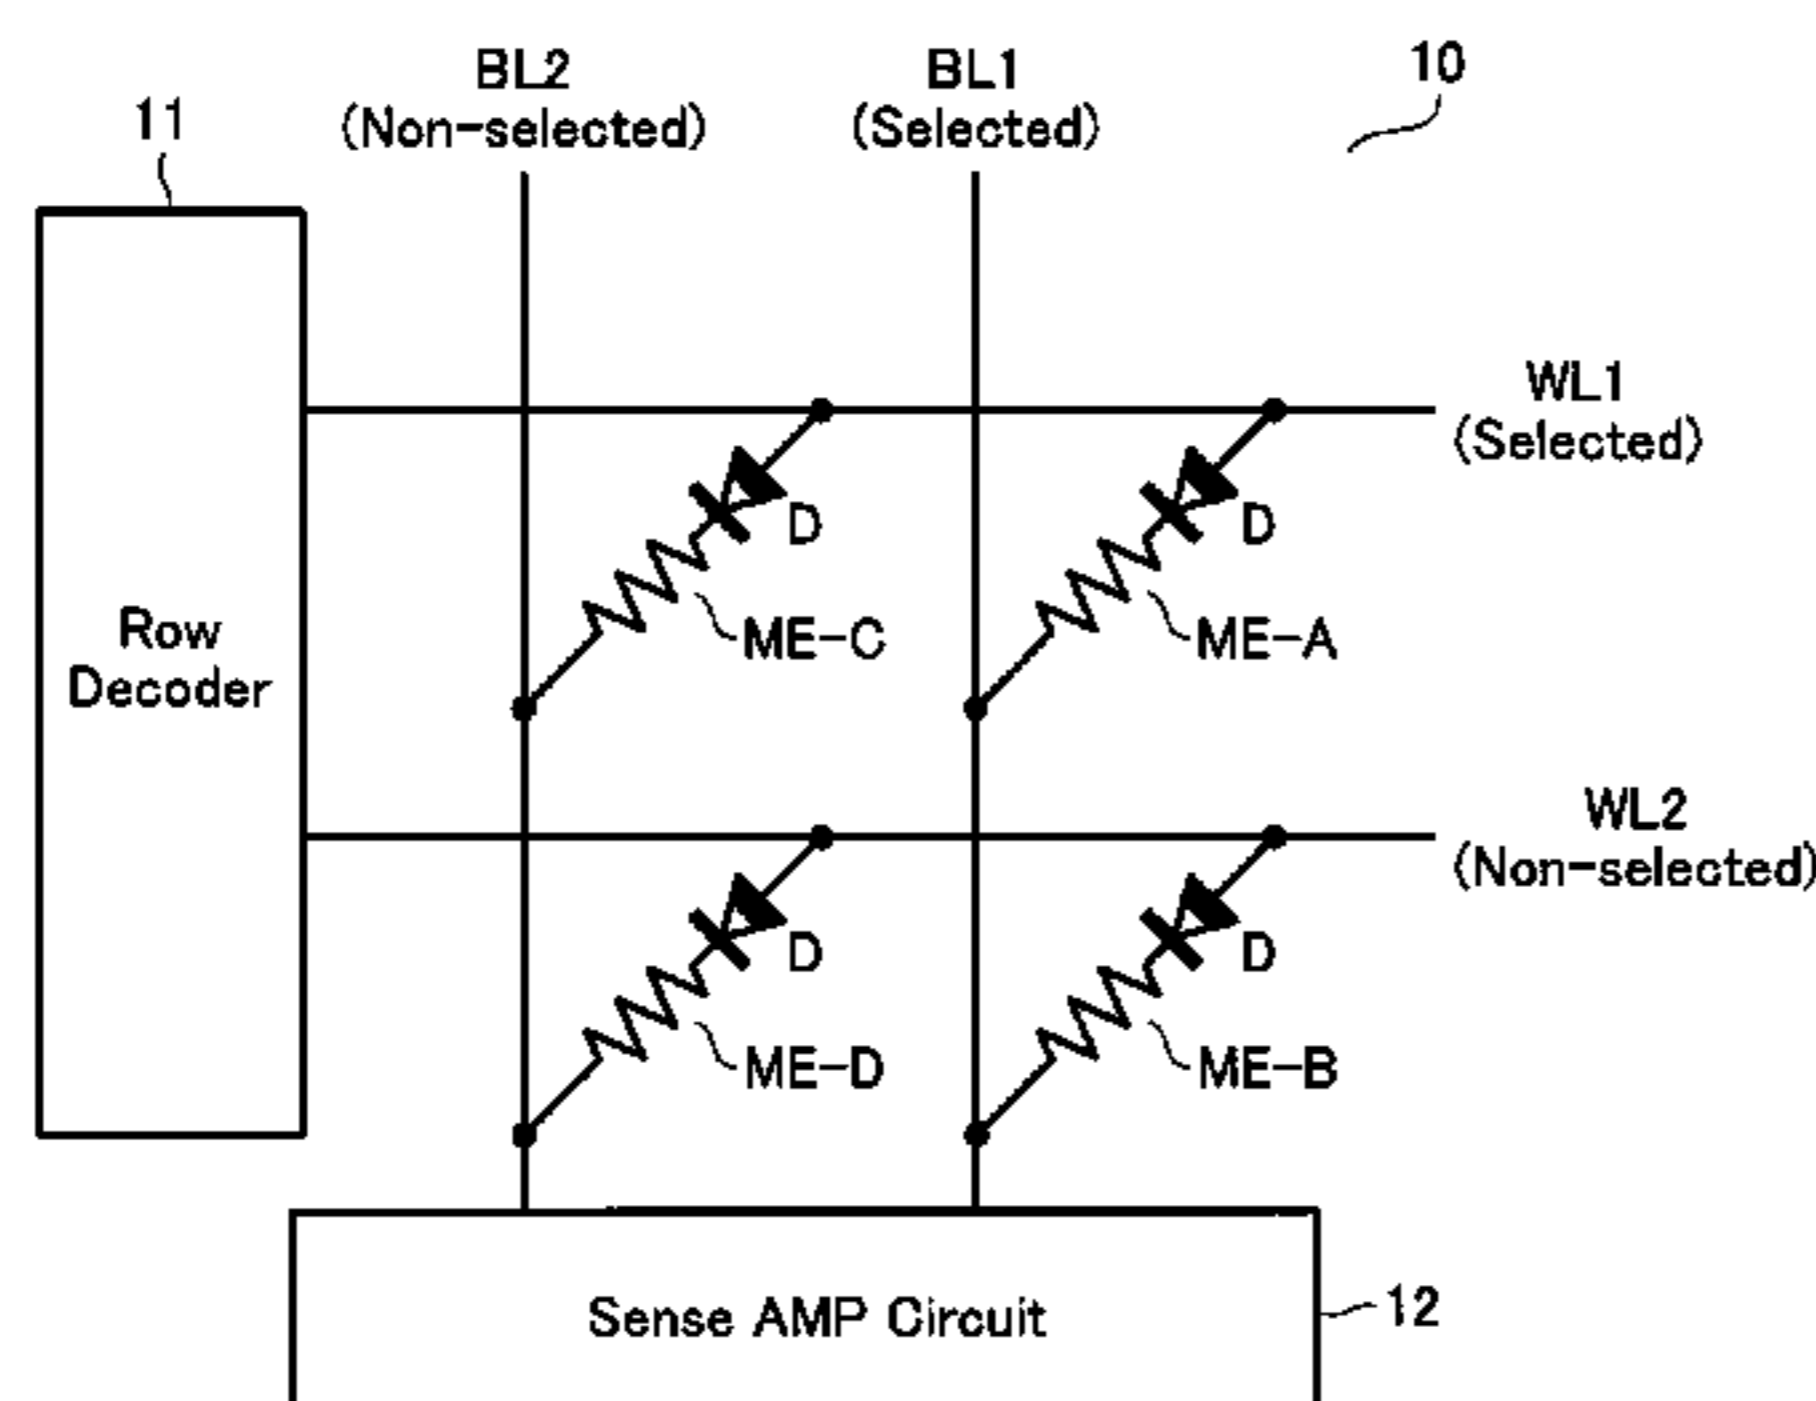 11
BL2
(Non-selected)
BL1
(Selected)
10
WL1
(Selected)
D
D
ME-C
ME-A
Row
Decoder
WL2
(Non-selected)
D
D
ME-D
ME-B
Sense AMP Circuit
12